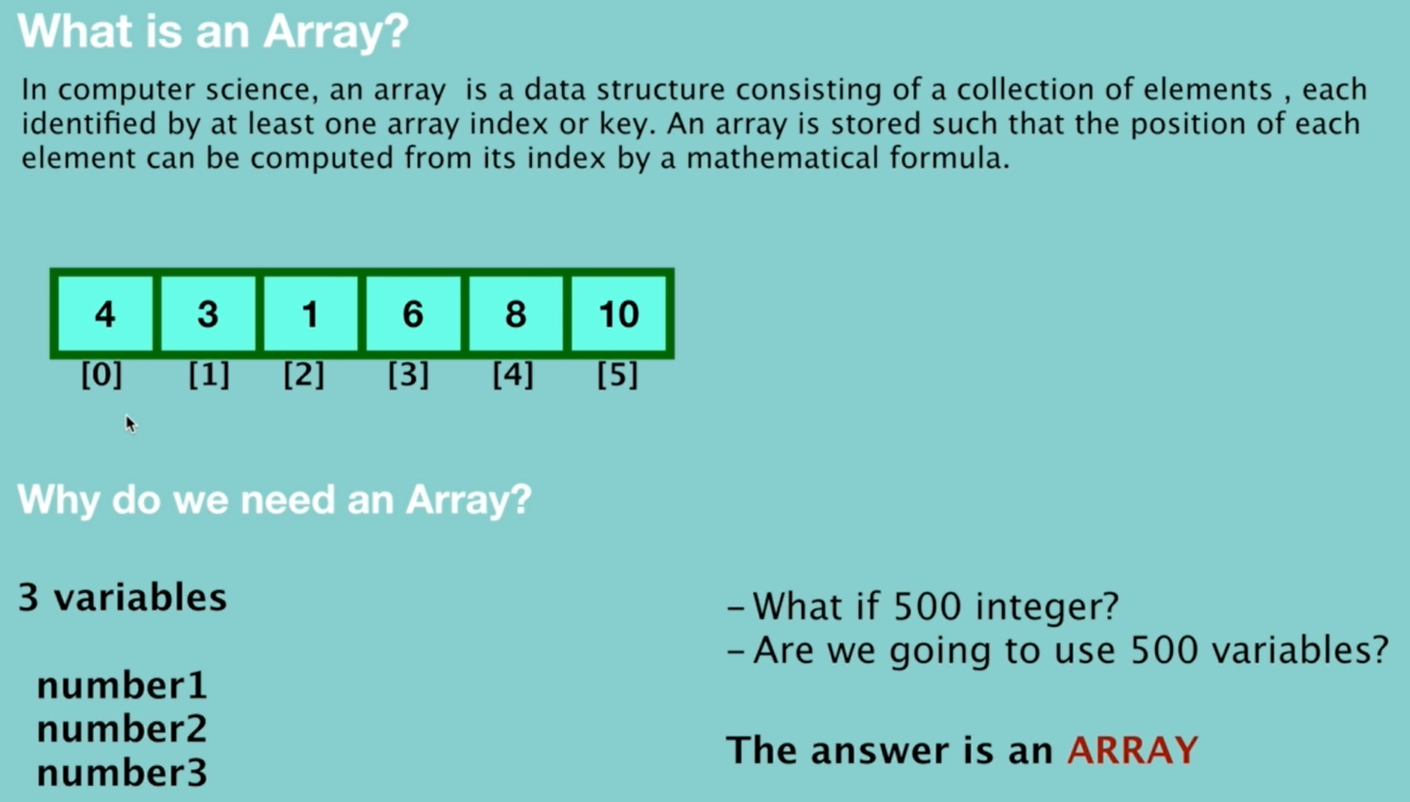 What is an Array?
In computer science, an array  is a data structure consisting of a collection of elements , each
identified by at least one array index or key. An array is stored such that the position of each
element can be computed from its index by a mathematical formula.
4 3 1 6 8 10
[0] [1] [2] [3] [4] [5]
Why do we need an Array?
3 variables
number1
number2
number3
– What if 500 integer?
– Are we going to use 500 variables?
The answer is an ARRAY